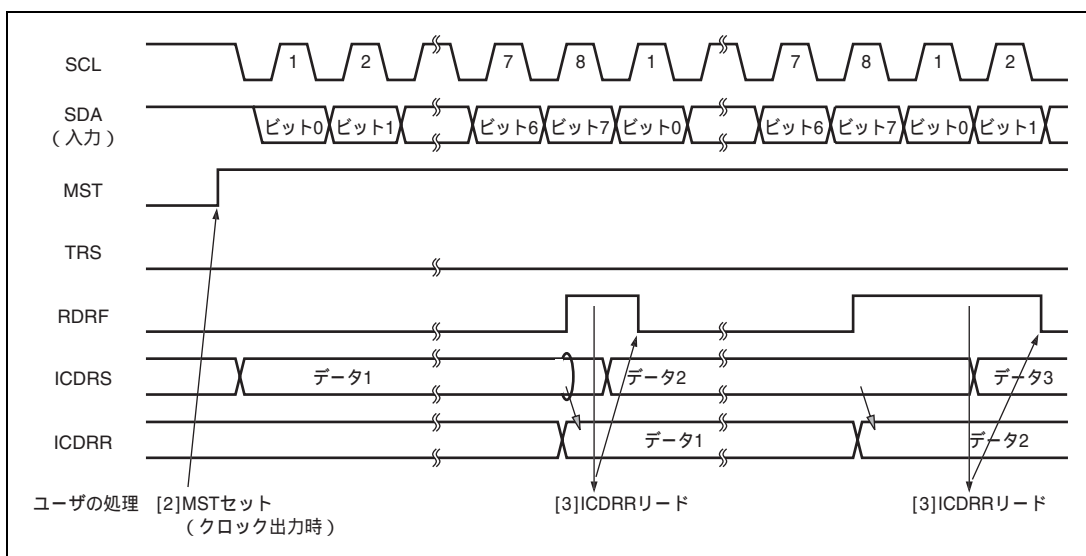 SCL 1 2 7 8 1 7 8 1 2
SDA
（入力） ビット0 ビット1 ビット6 ビット7 ビット0 ビット6 ビット7 ビット0 ビット1
MST
TRS
RDRF
ICDRS データ1 データ2 データ3
ICDRR データ1 データ2
ユーザの処理 [2]MSTセット [3]ICDRRリード [3]ICDRRリード
（クロック出力時）